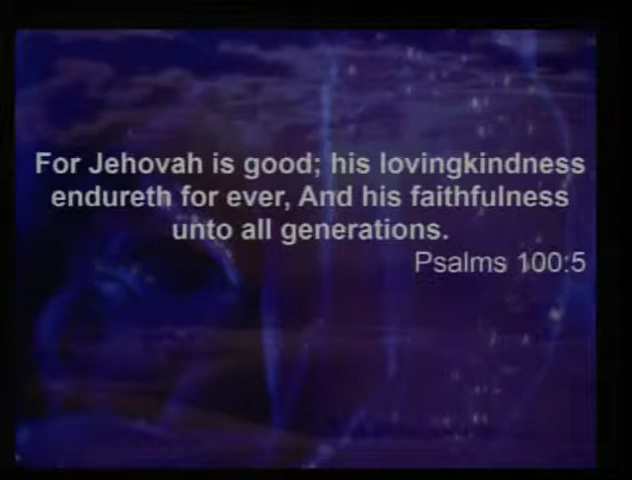 For Jehovah is good; his lovingkindness
endureth for ever, And his faithfulness
unto all generations.
Psalms 100:5